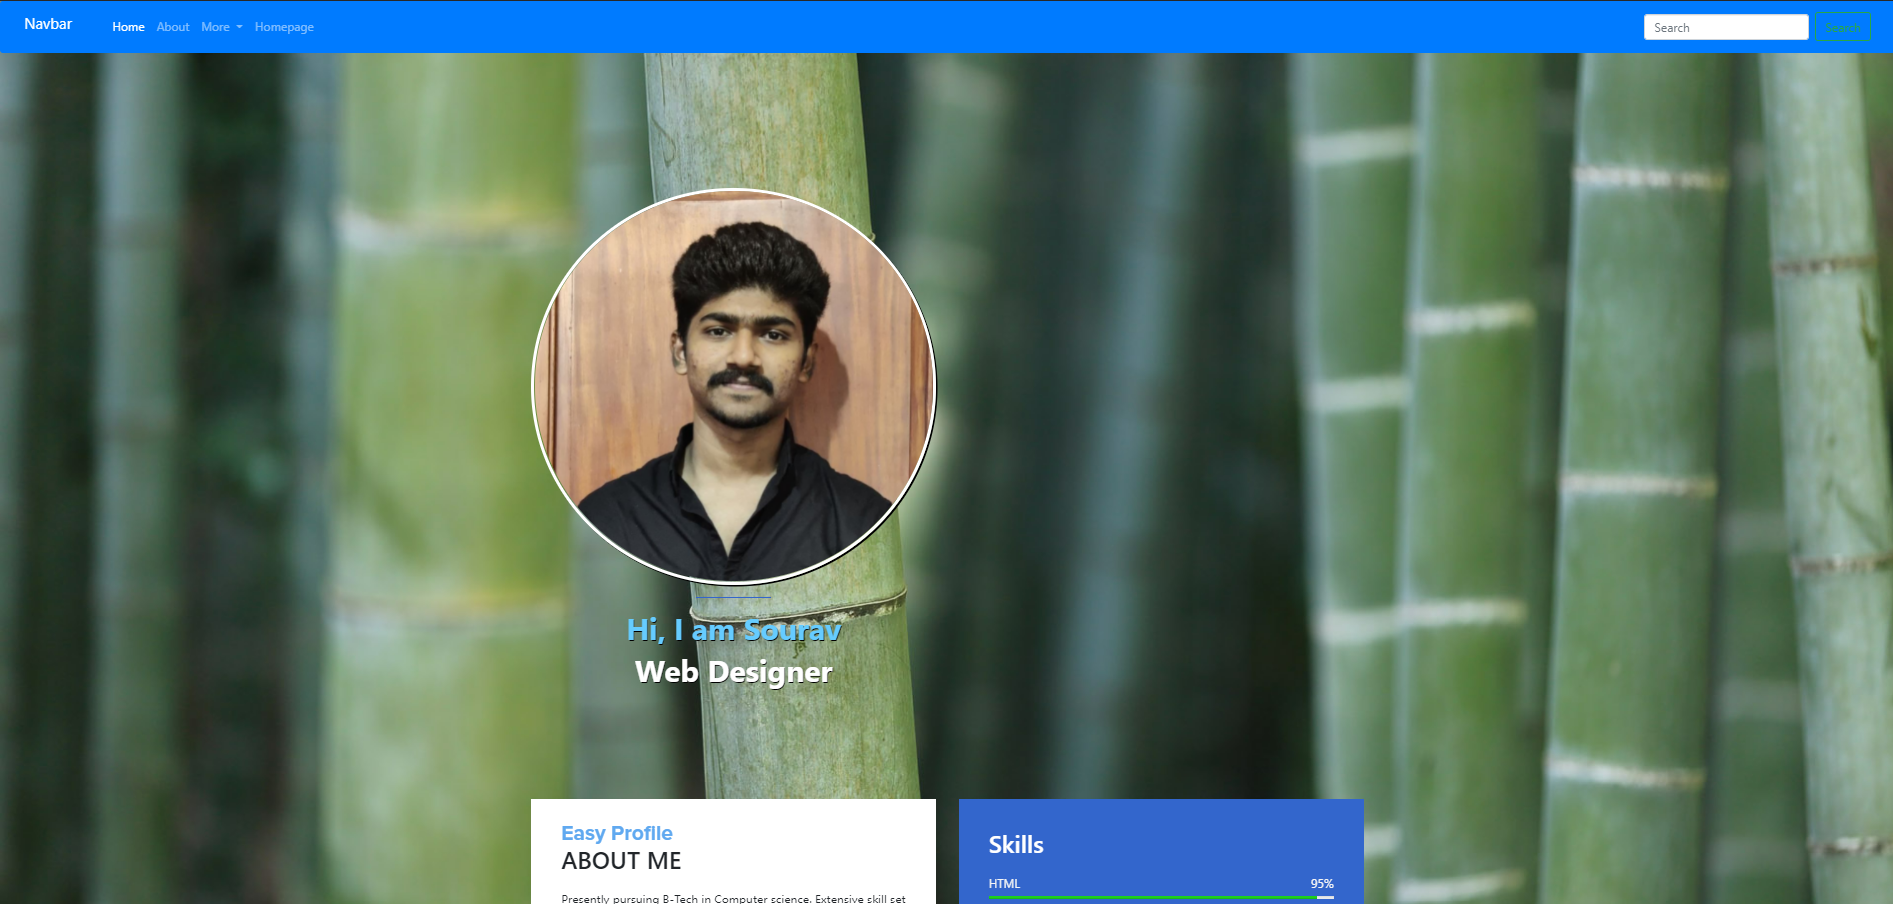 Navbar Home About More Homepage Search Search
Hi, I am Sourav
Web Designer
Easy Profile
ABOUT ME
Presently pursuing B-Tech in Computer science. Extensive skill set
Skills
HTML 95%